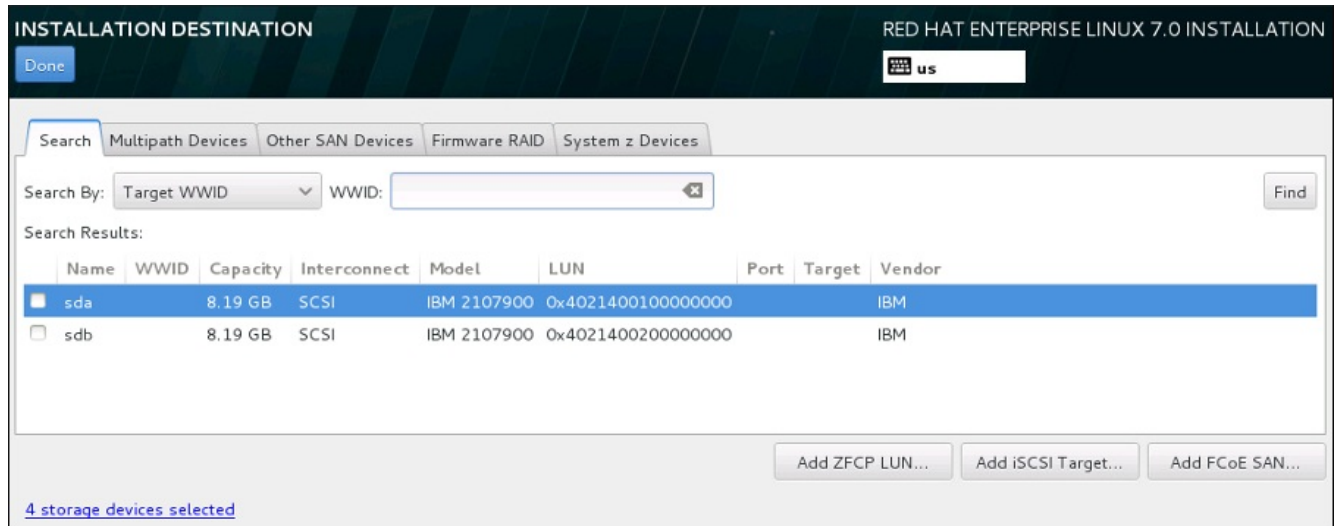 INSTALLATION DESTINATION
RED HAT ENTERPRISE LINUX 7.0 INSTALLATION
Done
us
Search Multipath Devices Other SAN Devices Firmware RAID System z Devices
Search By: Target WWID WWID: Find
Search Results:
Name WWID Capacity Interconnect Model LUN Port Target Vendor
sda 8.19 GB SCSI IBM 2107900 0x4021400100000000 IBM
sdb 8.19 GB SCSI IBM 2107900 0x4021400200000000 IBM
Add ZFCP LUN... Add iSCSI Target... Add FCoE SAN...
4 storage devices selected